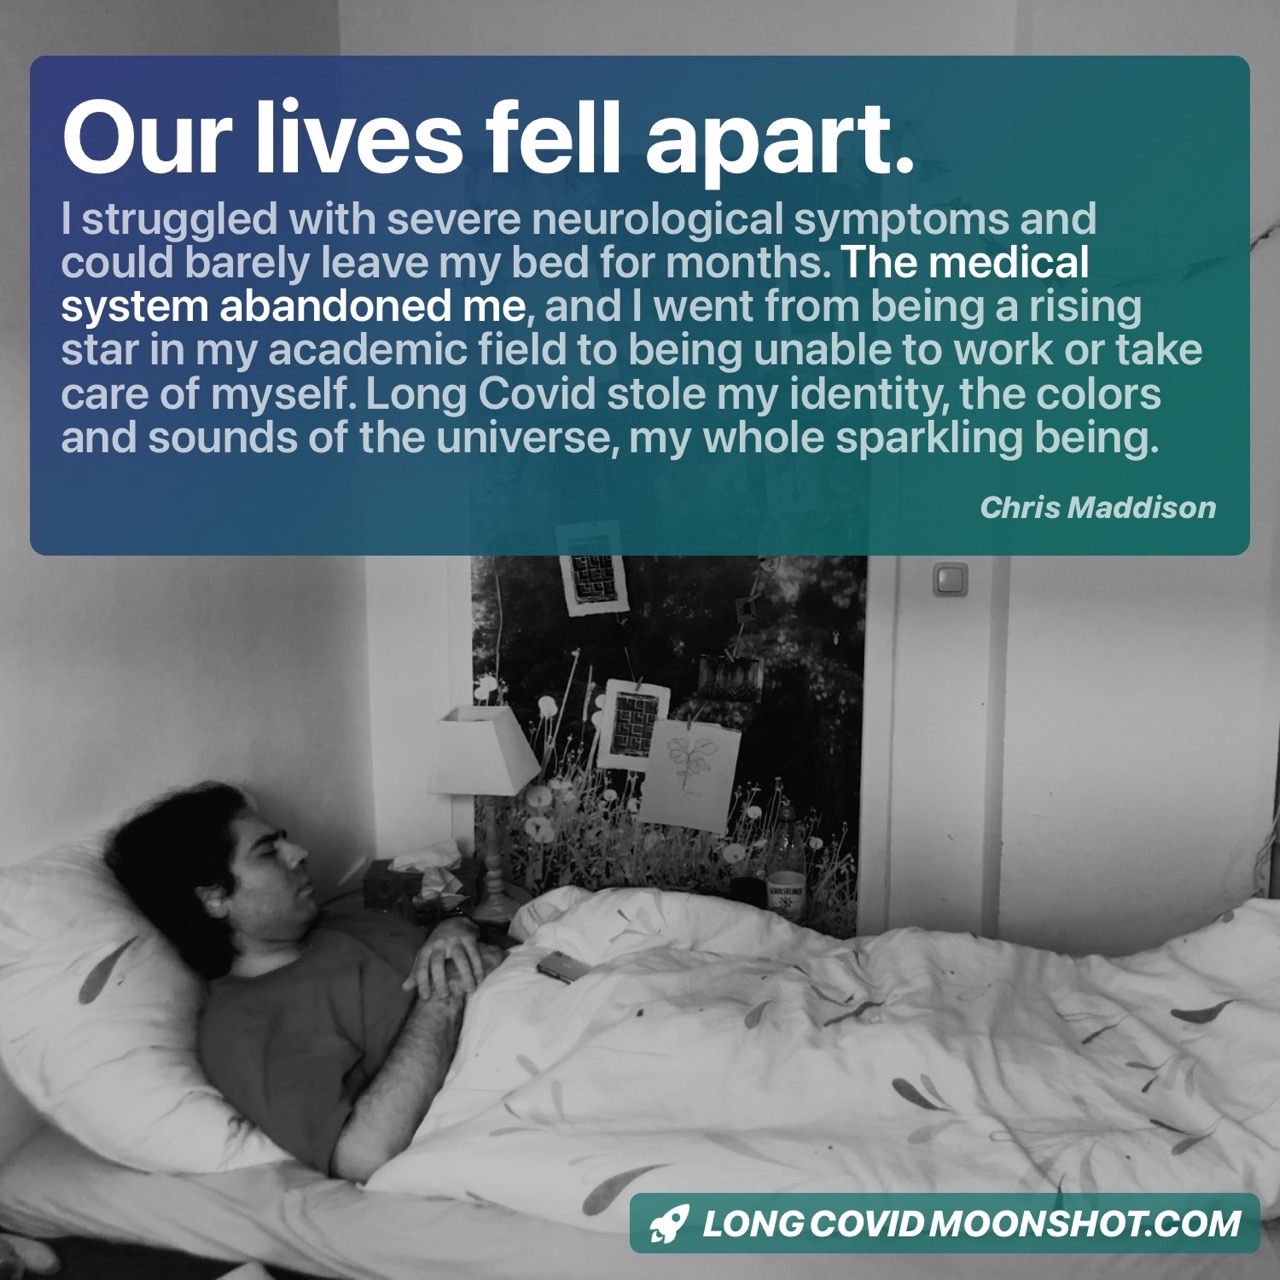 Our lives fell apart.
I struggled with severe neurological symptoms and
could barely leave my bed for months. The medical
system abandoned me, and I went from being a rising
star in my academic field to being unable to work or take
care of myself. Long Covid stole my identity, the colors
and sounds of the universe, my whole sparkling being.
Chris Maddison
LONG COVID MOONSHOT.COM